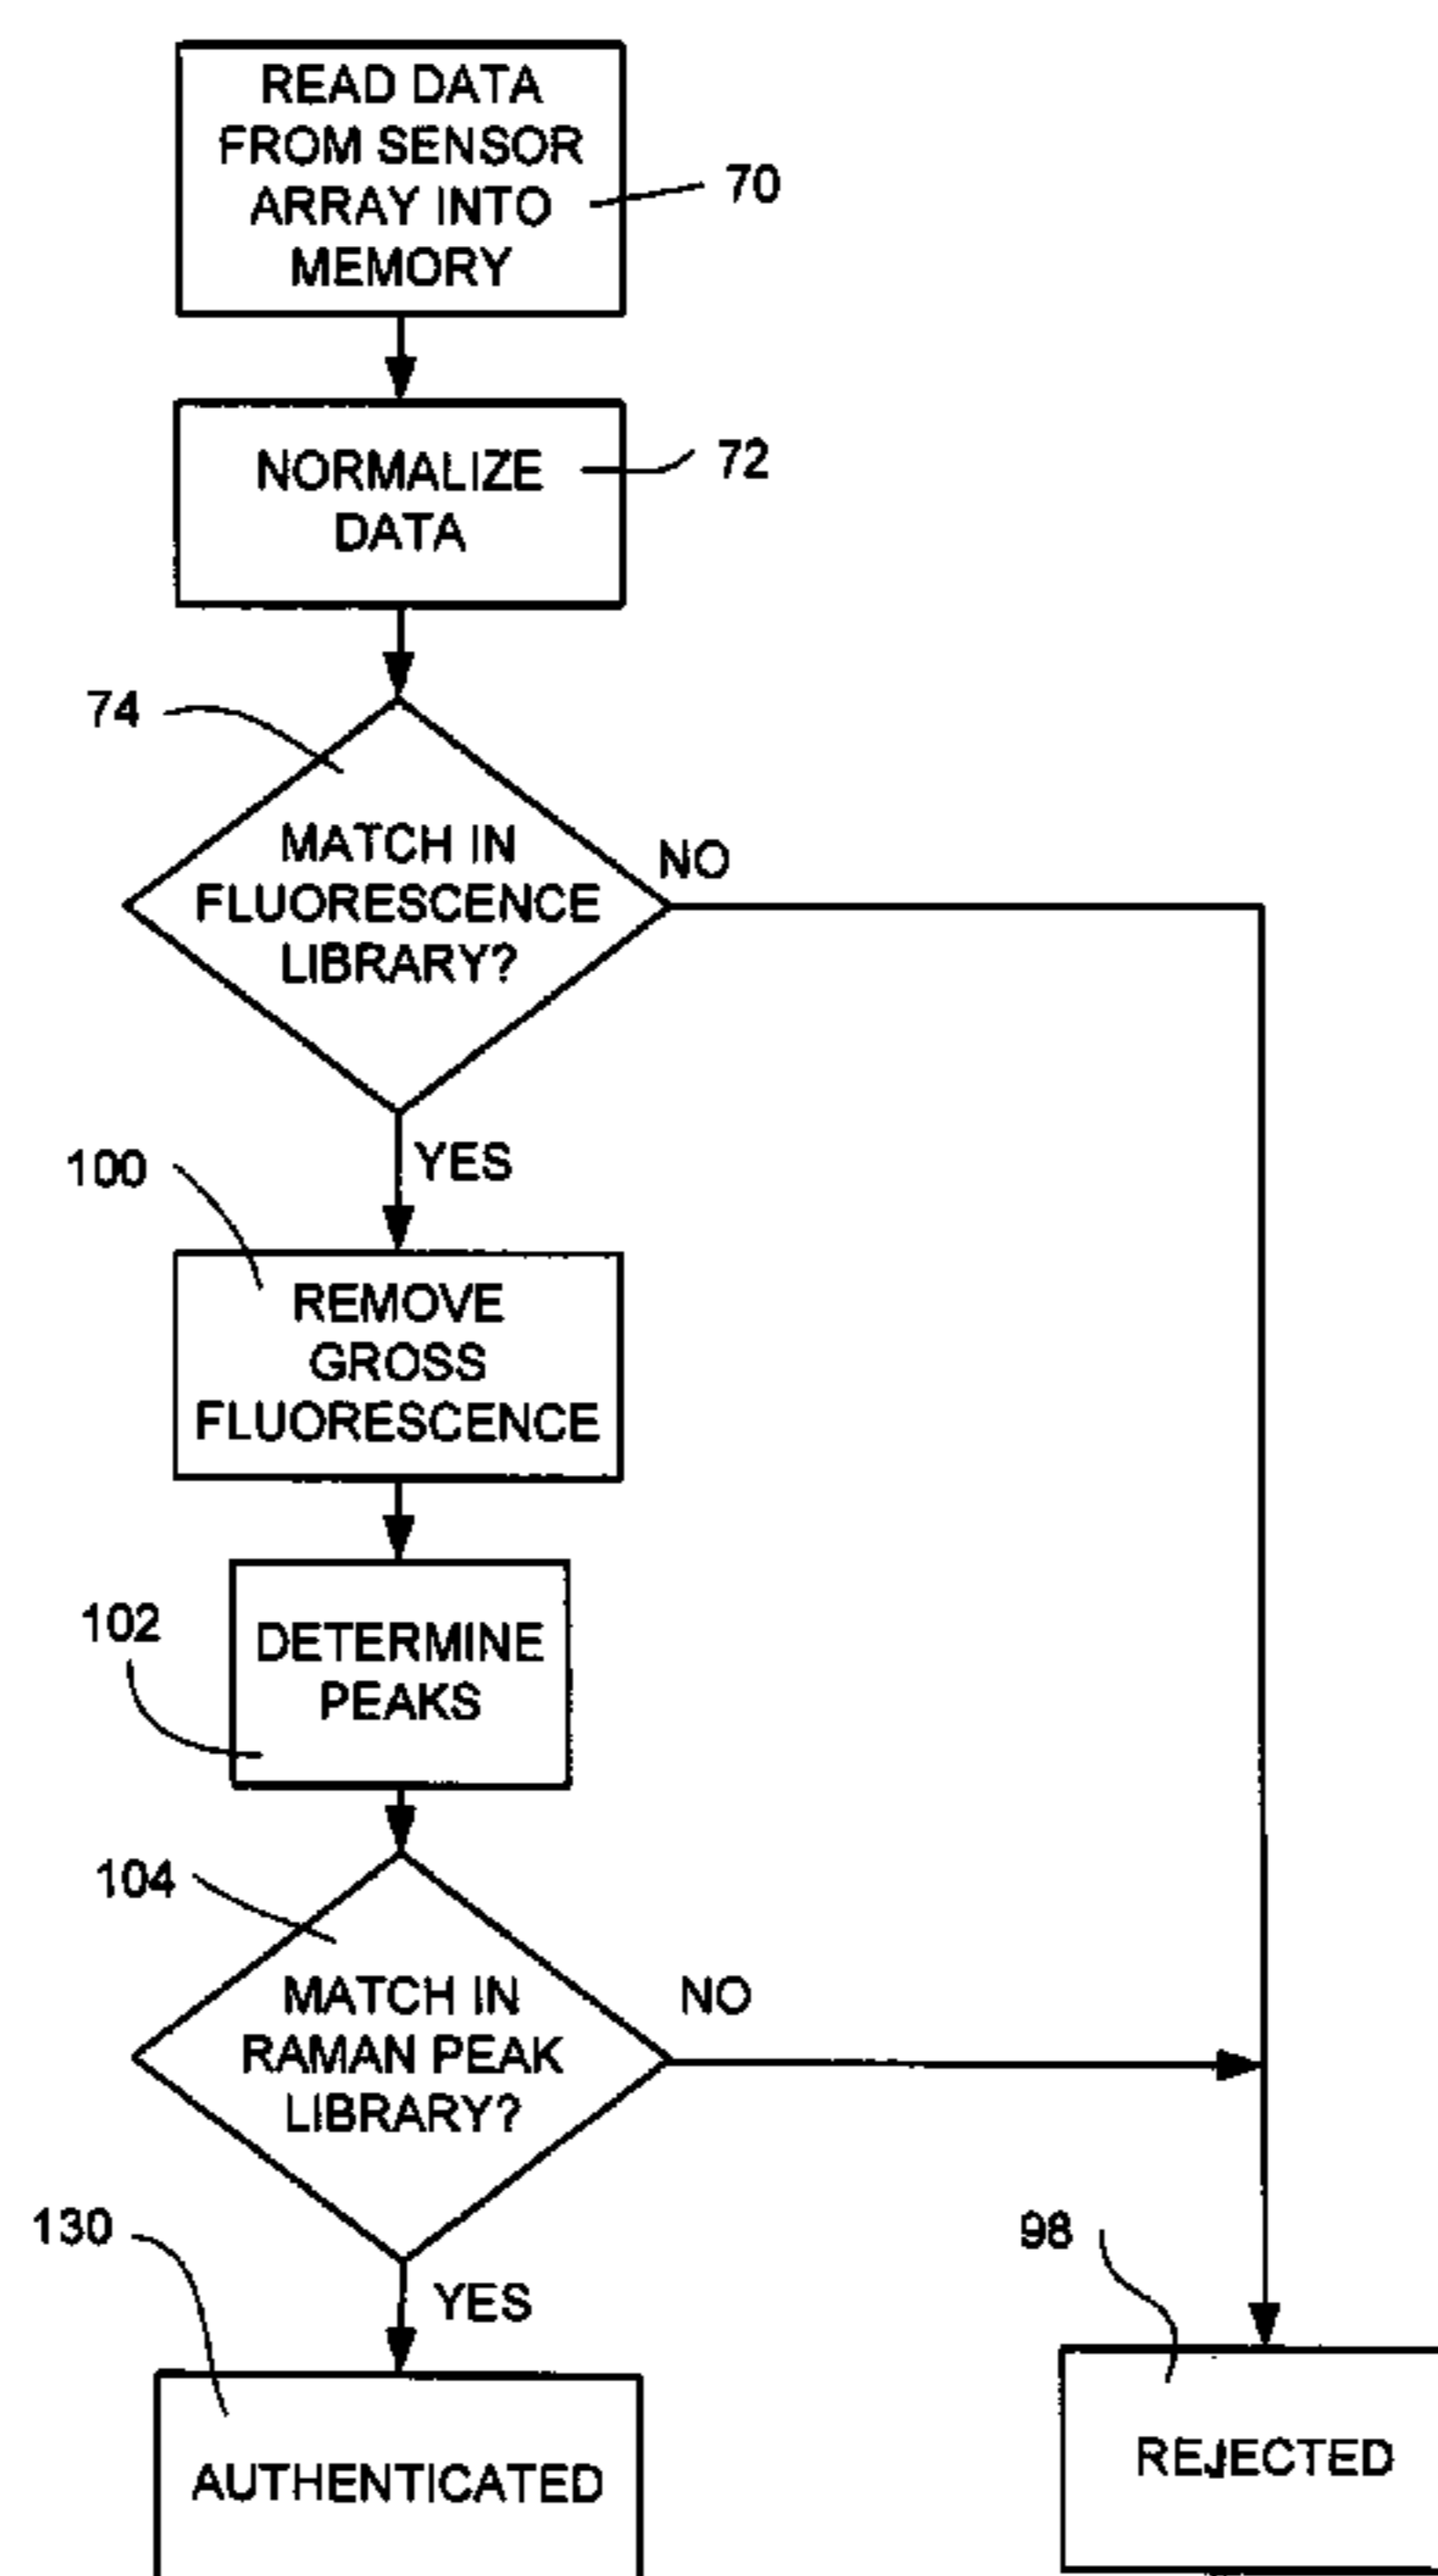 READ DATA
FROM SENSOR
ARRAY INTO
MEMORY
70
NORMALIZE
DATA
72
74
MATCH IN
FLUORESCENCE
LIBRARY?
NO
YES
100
REMOVE
GROSS
FLUORESCENCE
102
DETERMINE
PEAKS
104
MATCH IN
RAMAN PEAK
LIBRARY?
NO
YES
130
AUTHENTICATED
98
REJECTED